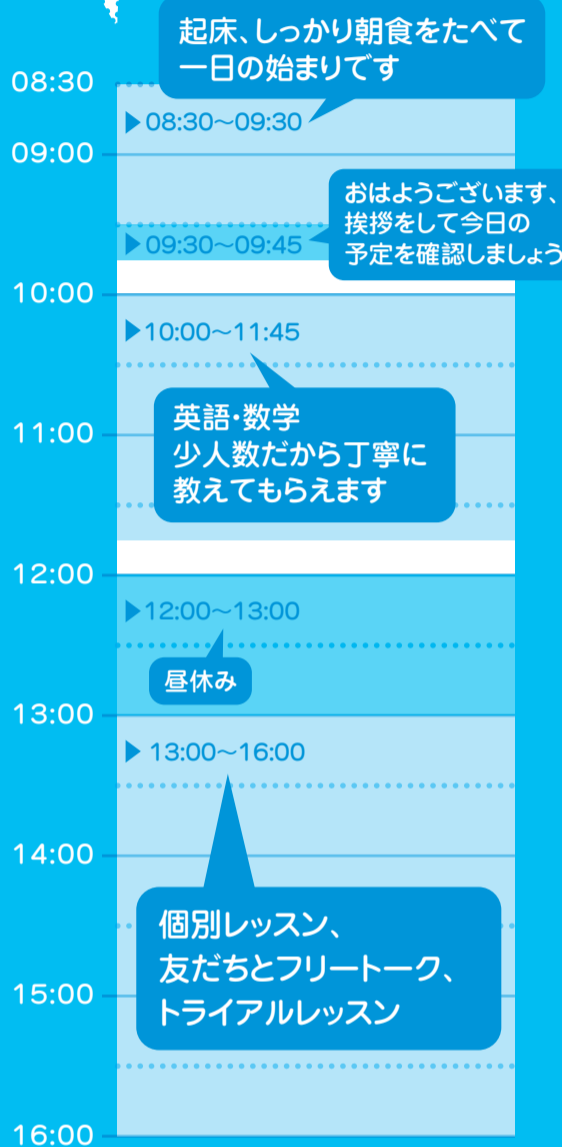 起床、しっかり朝食をたべて
一日の始まりです
08:30
▶08:30〜09:30
09:00
おはようございます、
挨拶をして今日の
予定を確認しましょう
▶09:30〜09:45
10:00
▶10:00〜11:45
英語・数学
少人数だから丁寧に
教えてもらえます
11:00
12:00
▶12:00〜13:00
昼休み
13:00
▶13:00〜16:00
14:00
個別レッスン、
友だちとフリートーク、
トライアルレッスン
15:00
16:00